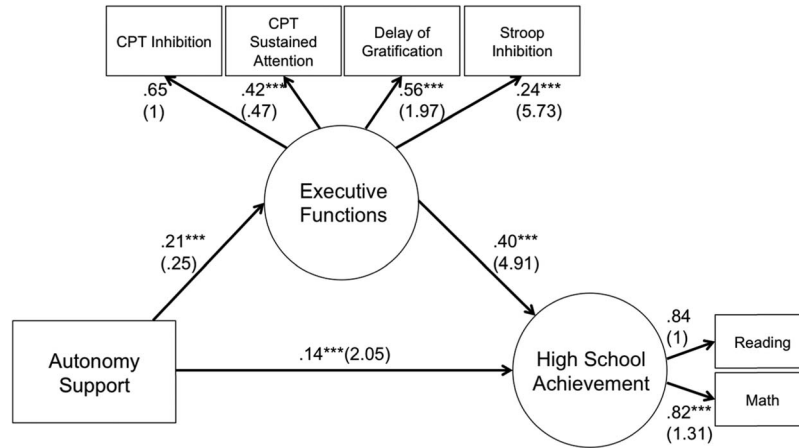 CPT Inhibition
CPT
Sustained
Attention
Delay of
Gratification
Stroop
Inhibition
.65
(1)
.42***
(.47)
.56***
(1.97)
.24***
(5.73)
Executive
Functions
.21***
(.25)
.40***
(4.91)
Autonomy
Support
.14***(2.05)
High School
Achievement
.84
(1)
Reading
Math
.82***
(1.31)